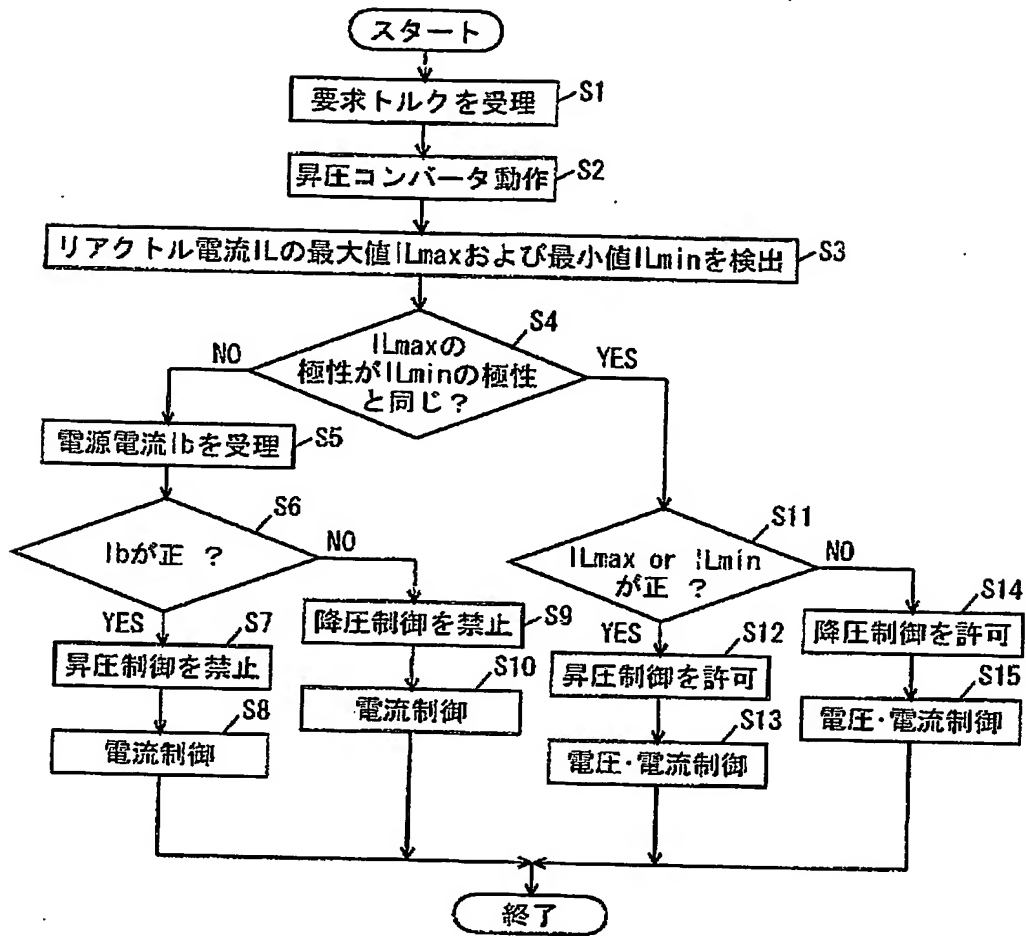 スタート
要求トルクを受理
S1
昇圧コンバータ動作
S2
リアクトル電流ILの最大値ILmaxおよび最小値ILminを検出
S3
S4
ILmaxの
極性がILminの極性
と同じ?
NO
YES
電源電流Ibを受理
S5
S6
Ibが正 ?
NO
YES
S7
昇圧制御を禁止
S8
電流制御
降圧制御を禁止
S9
S10
電流制御
S11
ILmax or ILmin
が正 ?
NO
YES
S12
昇圧制御を許可
S13
電圧・電流制御
S14
降圧制御を許可
S15
電圧・電流制御
終了